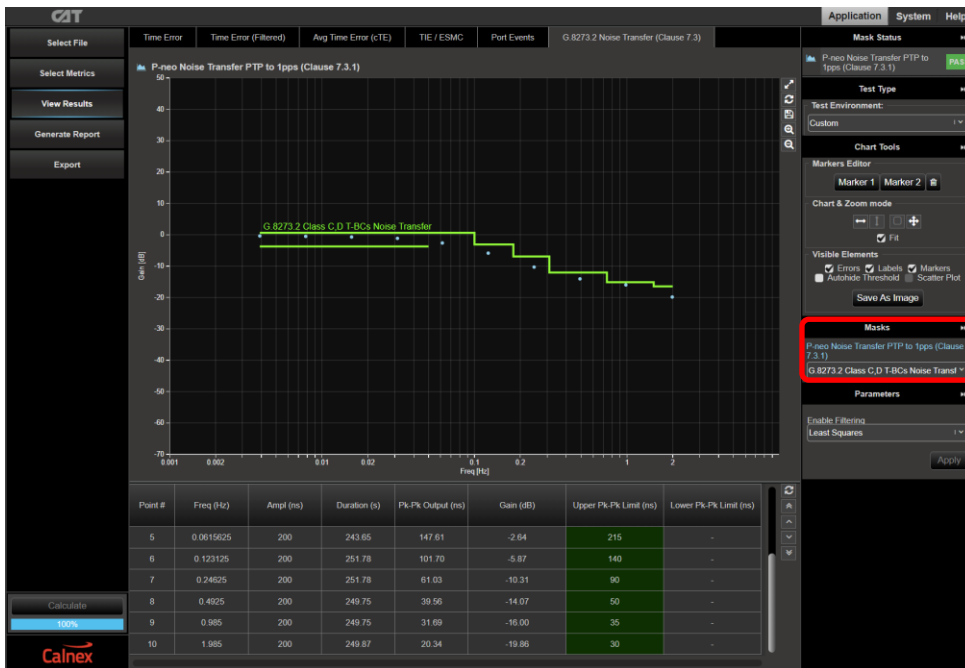 CAT
Application System Help
Select File
Select Metrics
View Results
Generate Report
Export
Calculate
100%
Calnex
Time Error Time Error (Filtered) Avg Time Error (cTE) TIE / ESMC Port Events G.8273.2 Noise Transfer (Clause 7.3)
P-neo Noise Transfer PTP to 1pps (Clause 7.3.1)
50
40
30
20
10
0
-10
-20
-30
-40
-50
-60
-70
Gain [dB]
G.8273.2 Class C,D T-BCs Noise Transfer
0.001 0.002 0.01 0.02 0.1 0.2 1 2
Freq [Hz]
Point # Freq (Hz) Ampl (ns) Duration (s) Pk-Pk Output (ns) Gain (dB) Upper Pk-Pk Limit (ns) Lower Pk-Pk Limit (ns)
5 0.0615625 200 243.65 147.61 -2.64 215 -
6 0.123125 200 251.78 101.70 -5.87 140 -
7 0.24625 200 251.78 61.03 -10.31 90 -
8 0.4925 200 249.75 39.56 -14.07 50 -
9 0.985 200 249.75 31.69 -16.00 35 -
10 1.985 200 249.87 20.34 -19.86 30 -
Mask Status
P-neo Noise Transfer PTP to
1pps (Clause 7.3.1)
PAS
Test Type
Test Environment:
Custom
Chart Tools
Markers Editor
Marker 1 Marker 2
Chart & Zoom mode
Fit
Visible Elements
Errors Labels Markers
Autohide Threshold Scatter Plot
Save As Image
Masks
P-neo Noise Transfer PTP to 1pps (Clause
7.3.1)
G.8273.2 Class C,D T-BCs Noise Transf
Parameters
Enable Filtering
Least Squares
Apply